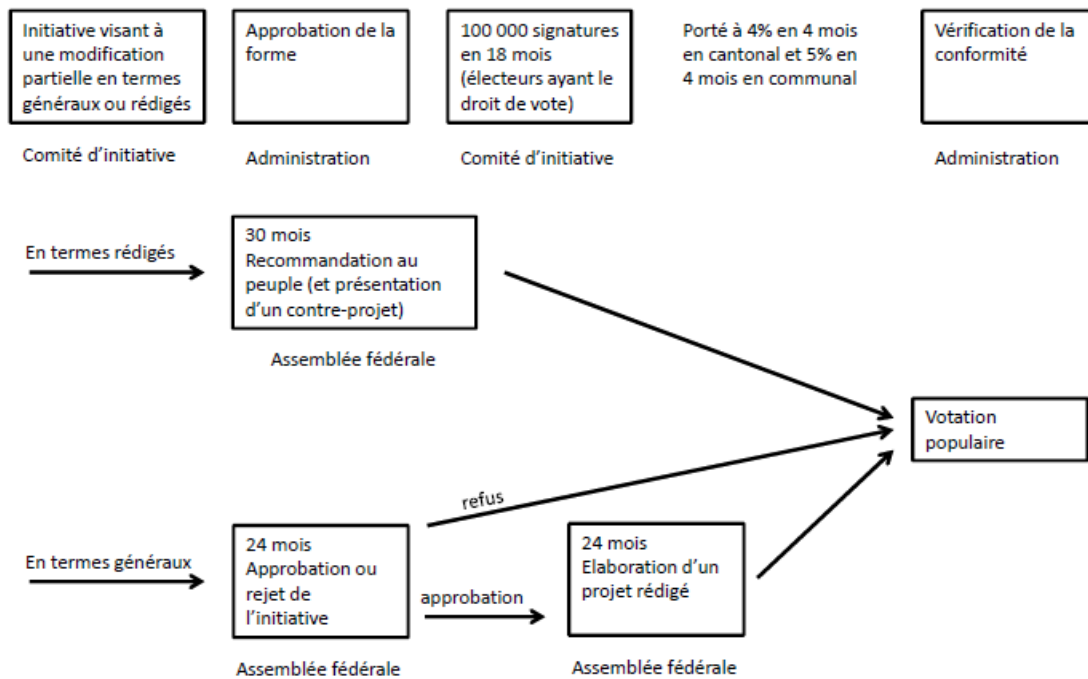 Initiative visant à
une modification
partielle en termes
généraux ou rédigés
Comité d’initiative
Approbation de la
forme
Administration
100 000 signatures
en 18 mois
(électeurs ayant le
droit de vote)
Comité d’initiative
Porté à 4% en 4 mois
en cantonal et 5% en
4 mois en communal
Vérification de la
conformité
Administration
En termes rédigés
30 mois
Recommandation au
peuple (et présentation
d’un contre-projet)
Assemblée fédérale
Votation
populaire
refus
En termes généraux
24 mois
Approbation ou
rejet de
l’initiative
Assemblée fédérale
approbation
24 mois
Elaboration d’un
projet rédigé
Assemblée fédérale